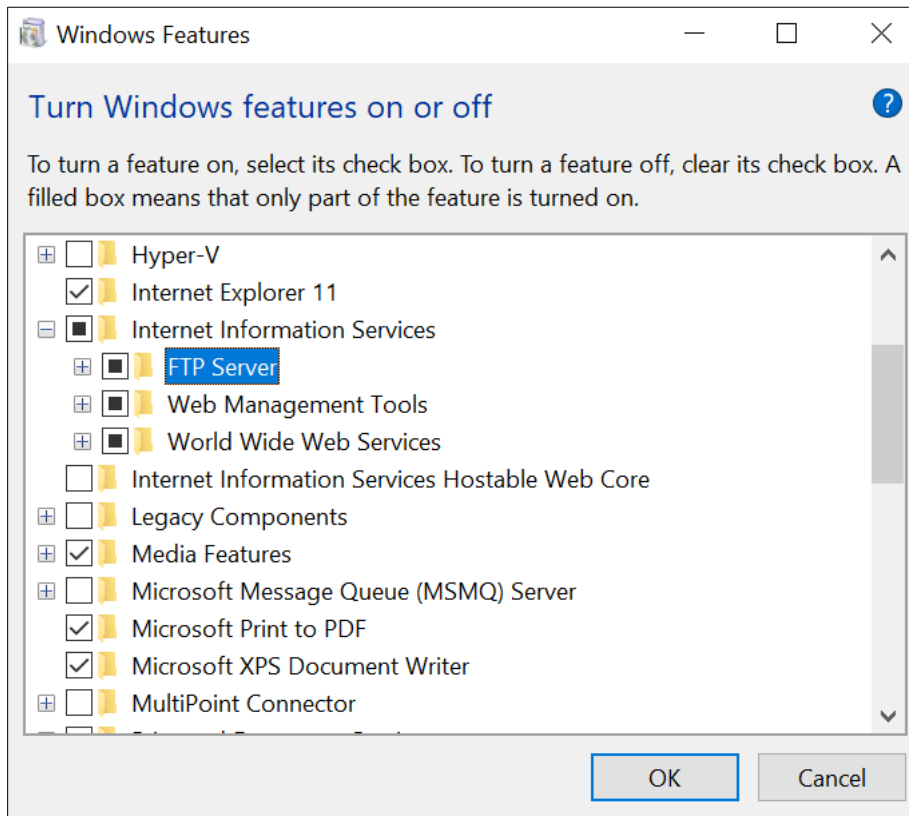 Windows Features
Turn Windows features on or off
?
To turn a feature on, select its check box. To turn a feature off, clear its check box. A
filled box means that only part of the feature is turned on.
Hyper-V
Internet Explorer 11
Internet Information Services
FTP Server
Web Management Tools
World Wide Web Services
Internet Information Services Hostable Web Core
Legacy Components
Media Features
Microsoft Message Queue (MSMQ) Server
Microsoft Print to PDF
Microsoft XPS Document Writer
MultiPoint Connector
OK
Cancel